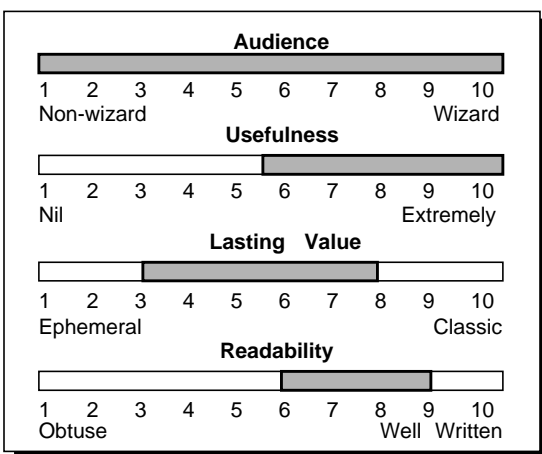 Audience
1 2 3 4 5 6 7 8 9 10
Non-wizard Wizard
Usefulness
1 2 3 4 5 6 7 8 9 10
Nil Extremely
Lasting Value
1 2 3 4 5 6 7 8 9 10
Ephemeral Classic
Readability
1 2 3 4 5 6 7 8 9 10
Obtuse Well Written